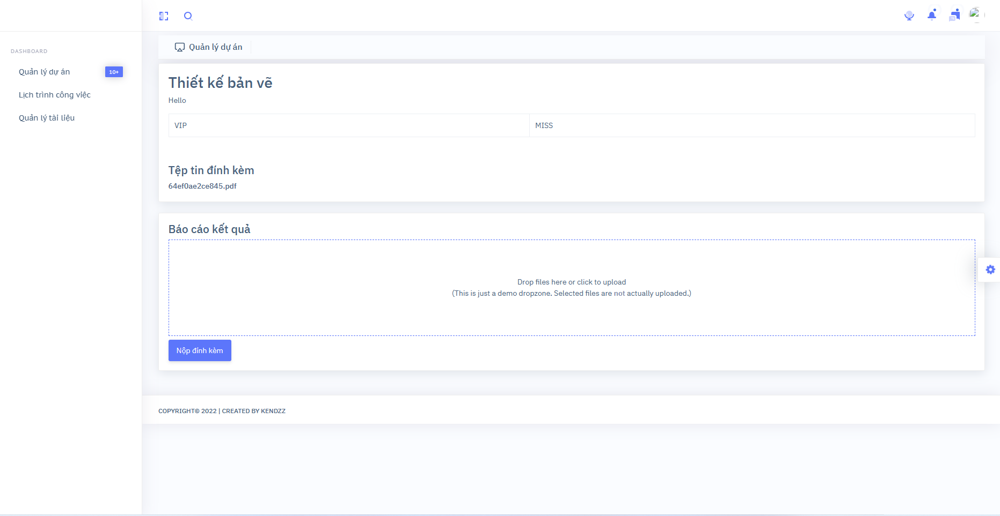 DASHBOARD
Quản lý dự án
10+
Lịch trình công việc
Quản lý tài liệu
Quản lý dự án
Thiết kế bản vẽ
Hello
VIP
MISS
Tệp tin đính kèm
64ef0ae2ce845.pdf
Báo cáo kết quả
Drop files here or click to upload
(This is just a demo dropzone. Selected files are not actually uploaded.)
Nộp đính kèm
COPYRIGHT© 2022 | CREATED BY KENDZZ